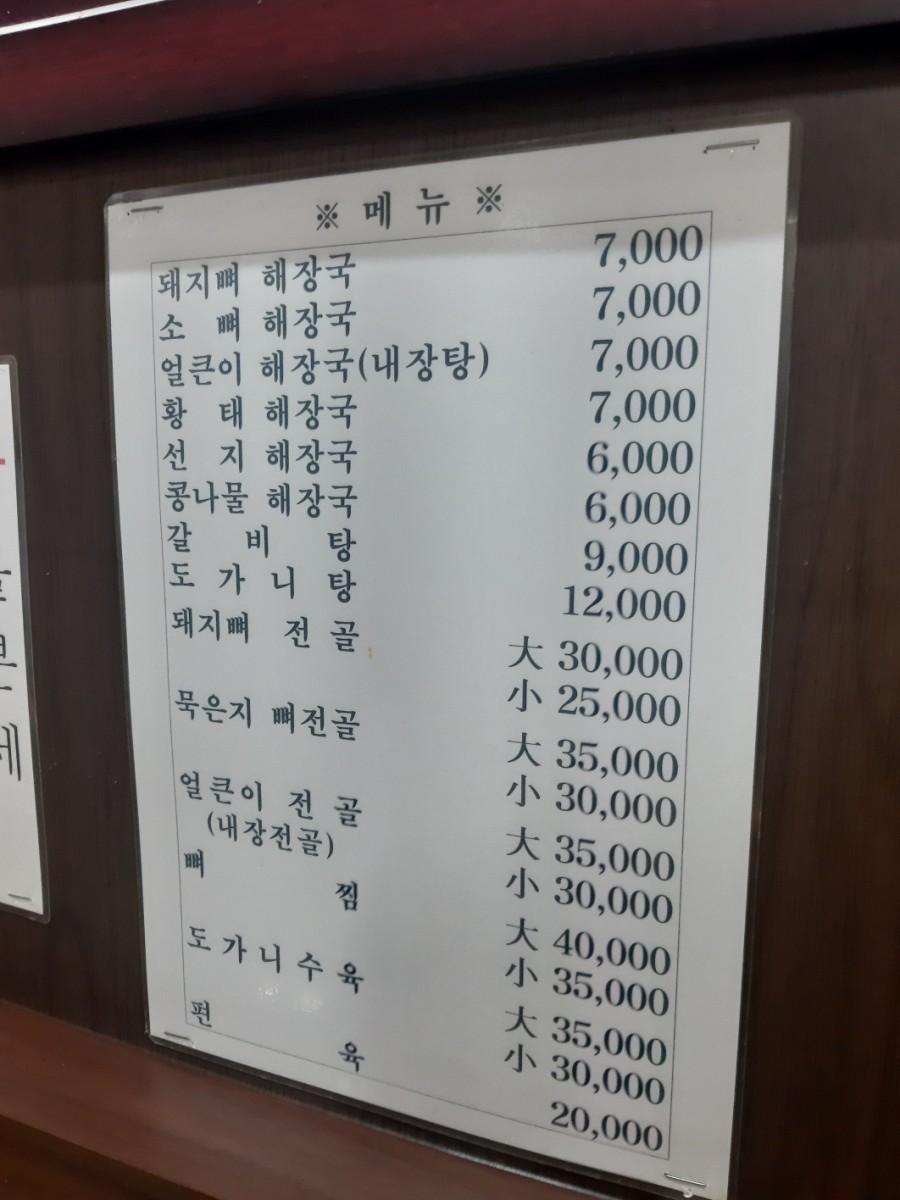 ※ 메 뉴 ※
돼지뼈 해장국 7,000
소 뼈 해장국 7,000
얼큰이 해장국(내장탕) 7,000
황 태 해장국 7,000
선 지 해장국 6,000
콩나물 해장국 6,000
갈 비 탕 9,000
도 가 니 탕 12,000
돼지뼈 전 골 大 30,000
小 25,000
묵은지 뼈전골 大 35,000
小 30,000
얼큰이 전 골 大 35,000
(내장전골) 小 30,000
뼈 찜 大 40,000
小 35,000
도 가 니 수 육 大 35,000
小 30,000
편 육 20,000